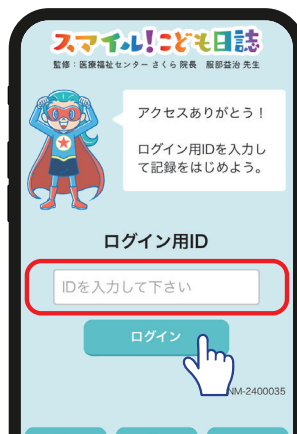 スマイル！こども日誌
監修：医療福祉センター さくら 院長　服部益治 先生
アクセスありがとう！
ログイン用IDを入力し
て記録をはじめよう。
ログイン用ID
IDを入力して下さい
ログイン
NM-2400035